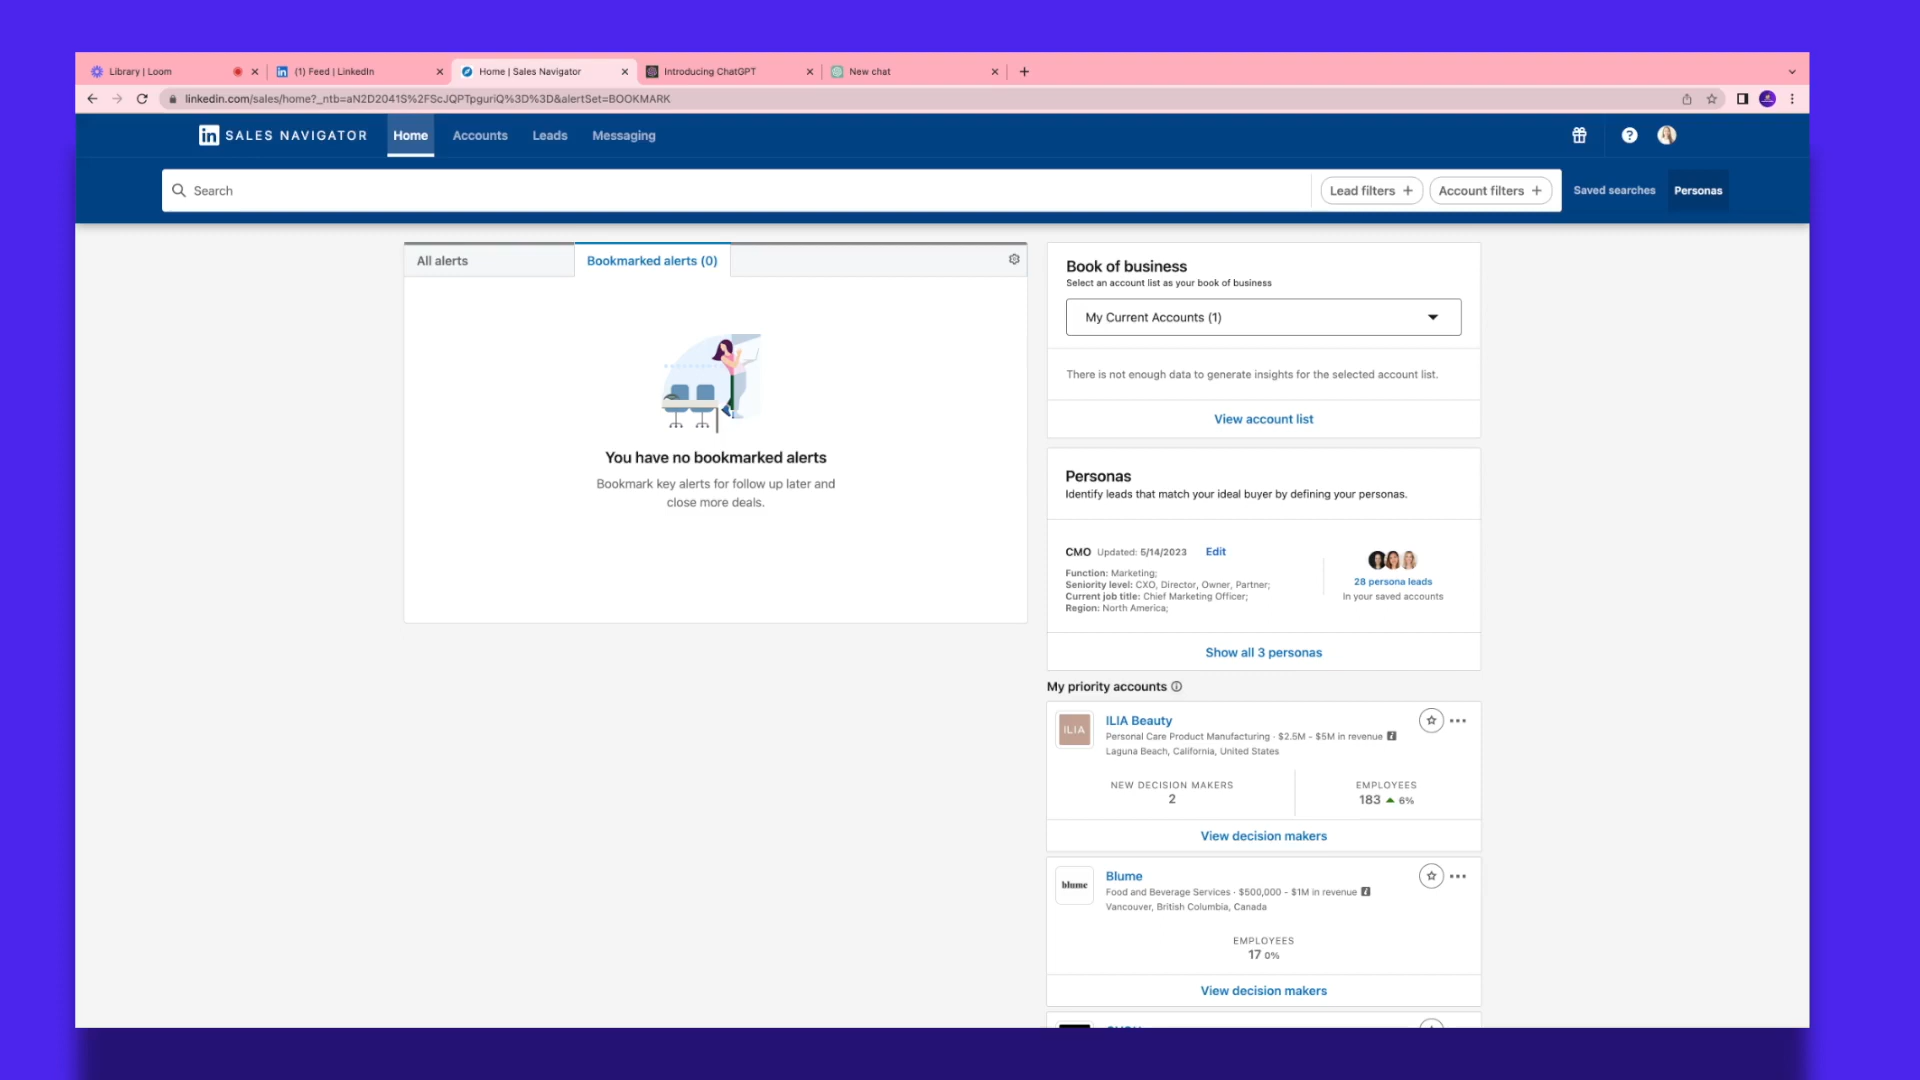 Library | Loom
(1) Feed | LinkedIn
Home | Sales Navigator
Introducing ChatGPT
New chat
linkedin.com/sales/home?_ntb=aN2D2041S%2FScJQPTpguriQ%3D%3D&alertSet=BOOKMARK
in SALES NAVIGATOR
Home
Accounts
Leads
Messaging
Search
Lead filters +
Account filters +
Saved searches
Personas
All alerts
Bookmarked alerts (0)
You have no bookmarked alerts
Bookmark key alerts for follow up later and
close more deals.
Book of business
Select an account list as your book of business
My Current Accounts (1)
There is not enough data to generate insights for the selected account list.
View account list
Personas
Identify leads that match your ideal buyer by defining your personas.
CMO Updated: 5/14/2023 Edit
Function: Marketing;
Seniority level: CXO, Director, Owner, Partner;
Current job title: Chief Marketing Officer;
Region: North America;
28 persona leads
in your saved accounts
Show all 3 personas
My priority accounts
ILIA
ILIA Beauty
Personal Care Product Manufacturing · $2.5M - $5M in revenue
Laguna Beach, California, United States
NEW DECISION MAKERS
2
EMPLOYEES
183 6%
View decision makers
blume
Blume
Food and Beverage Services · $500,000 - $1M in revenue
Vancouver, British Columbia, Canada
EMPLOYEES
17 0%
View decision makers